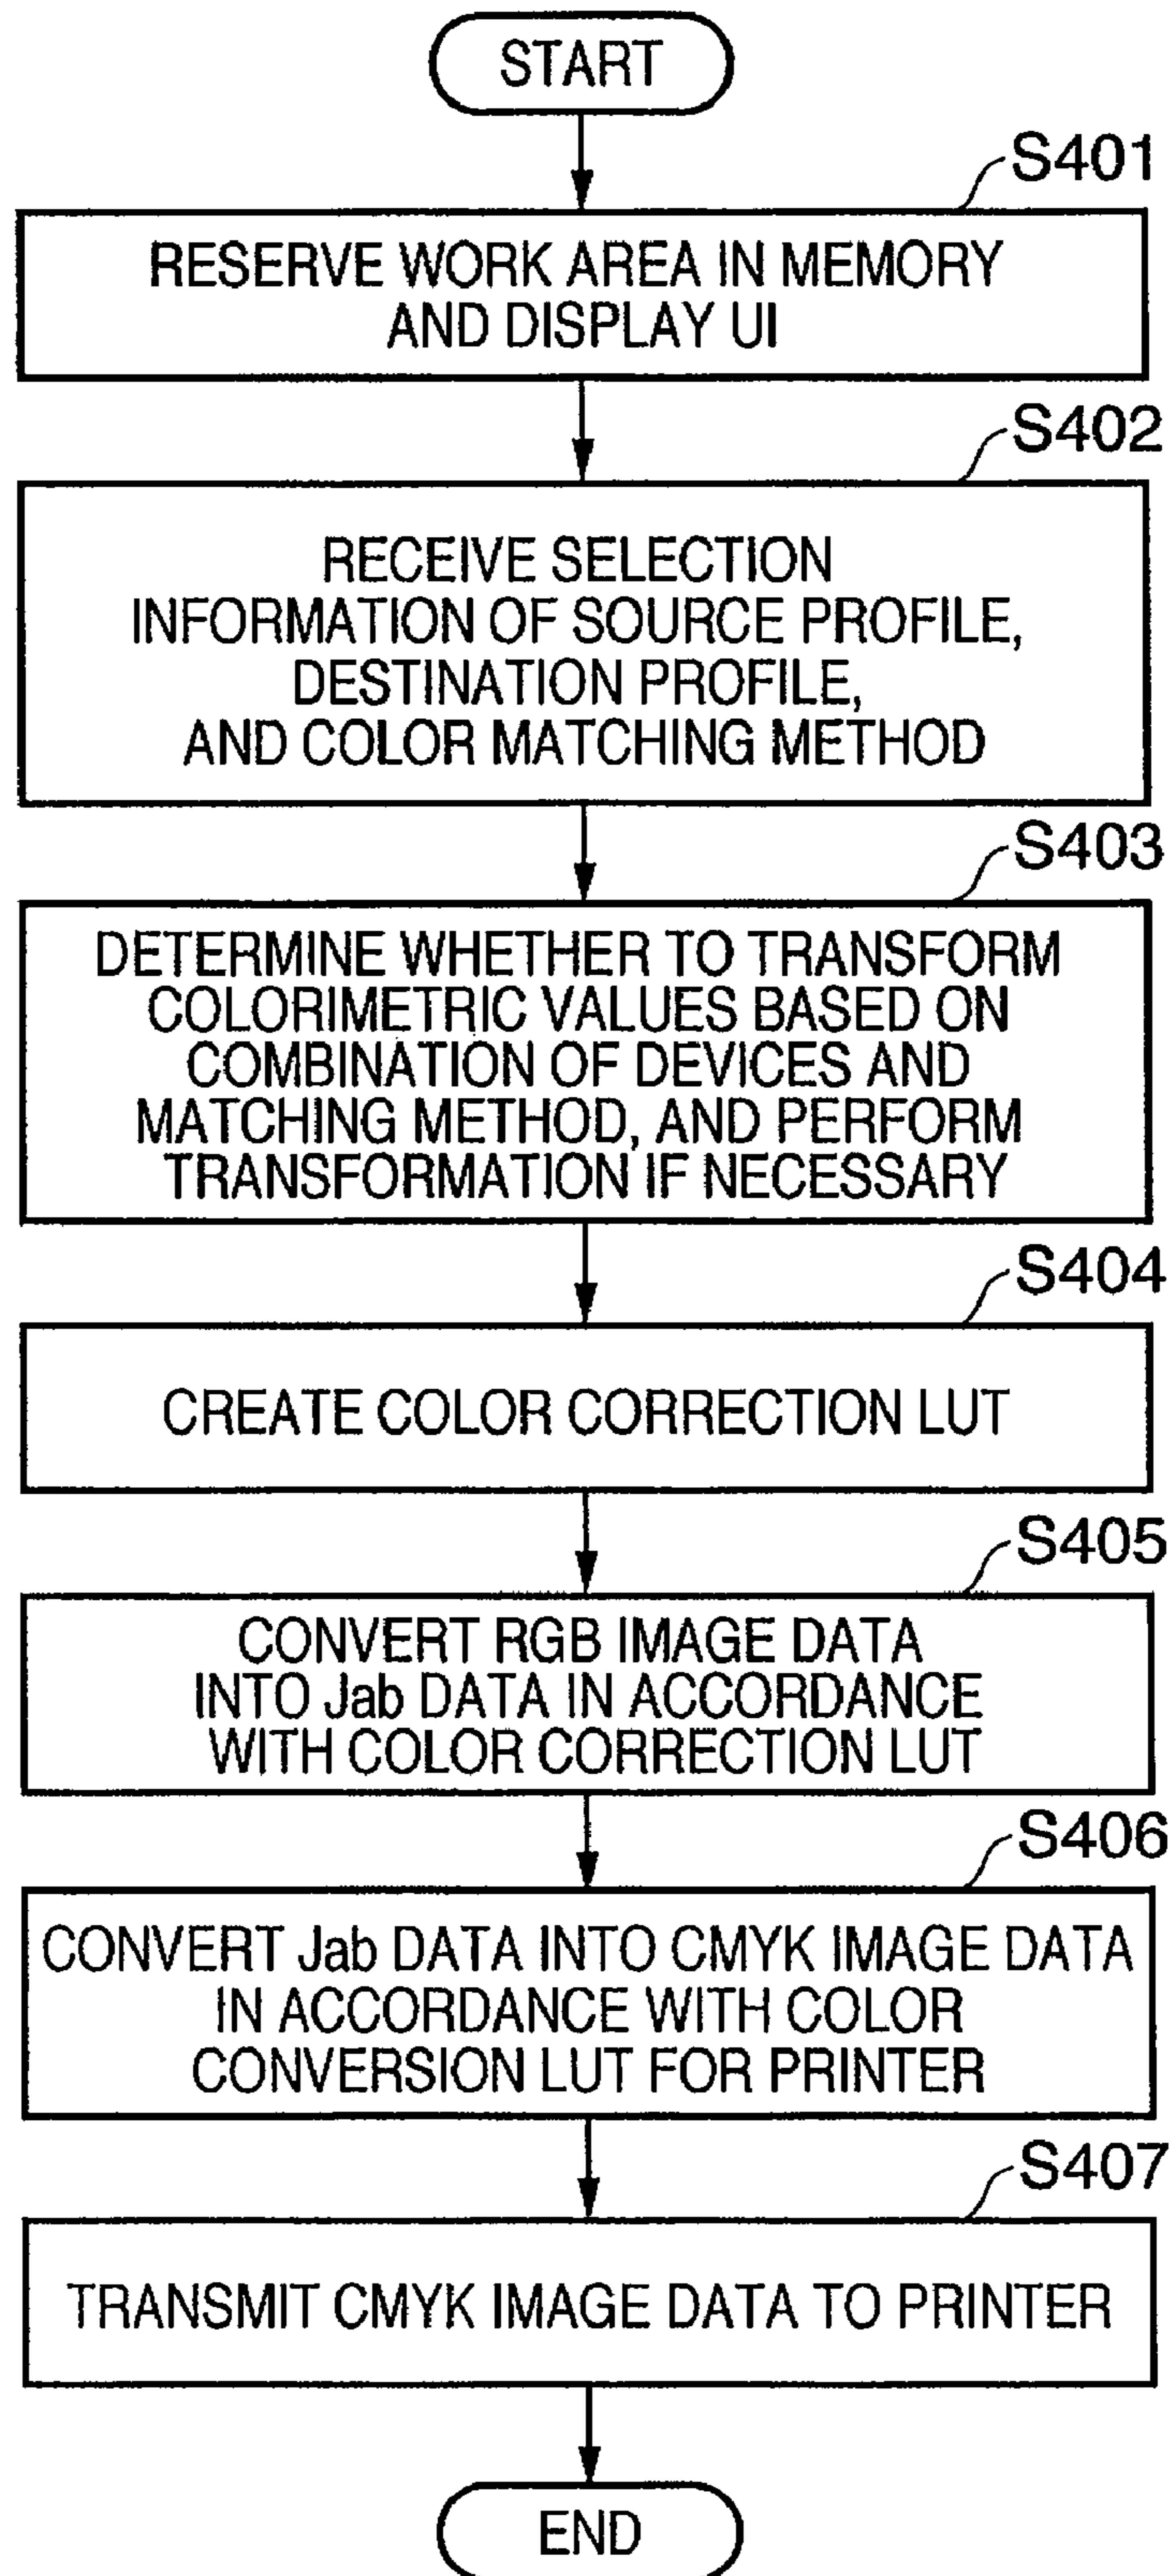 START
S401
RESERVE WORK AREA IN MEMORY
AND DISPLAY UI
S402
RECEIVE SELECTION
INFORMATION OF SOURCE PROFILE,
DESTINATION PROFILE,
AND COLOR MATCHING METHOD
S403
DETERMINE WHETHER TO TRANSFORM
COLORIMETRIC VALUES BASED ON
COMBINATION OF DEVICES AND
MATCHING METHOD, AND PERFORM
TRANSFORMATION IF NECESSARY
S404
CREATE COLOR CORRECTION LUT
S405
CONVERT RGB IMAGE DATA
INTO Jab DATA IN ACCORDANCE
WITH COLOR CORRECTION LUT
S406
CONVERT Jab DATA INTO CMYK IMAGE DATA
IN ACCORDANCE WITH COLOR
CONVERSION LUT FOR PRINTER
S407
TRANSMIT CMYK IMAGE DATA TO PRINTER
END